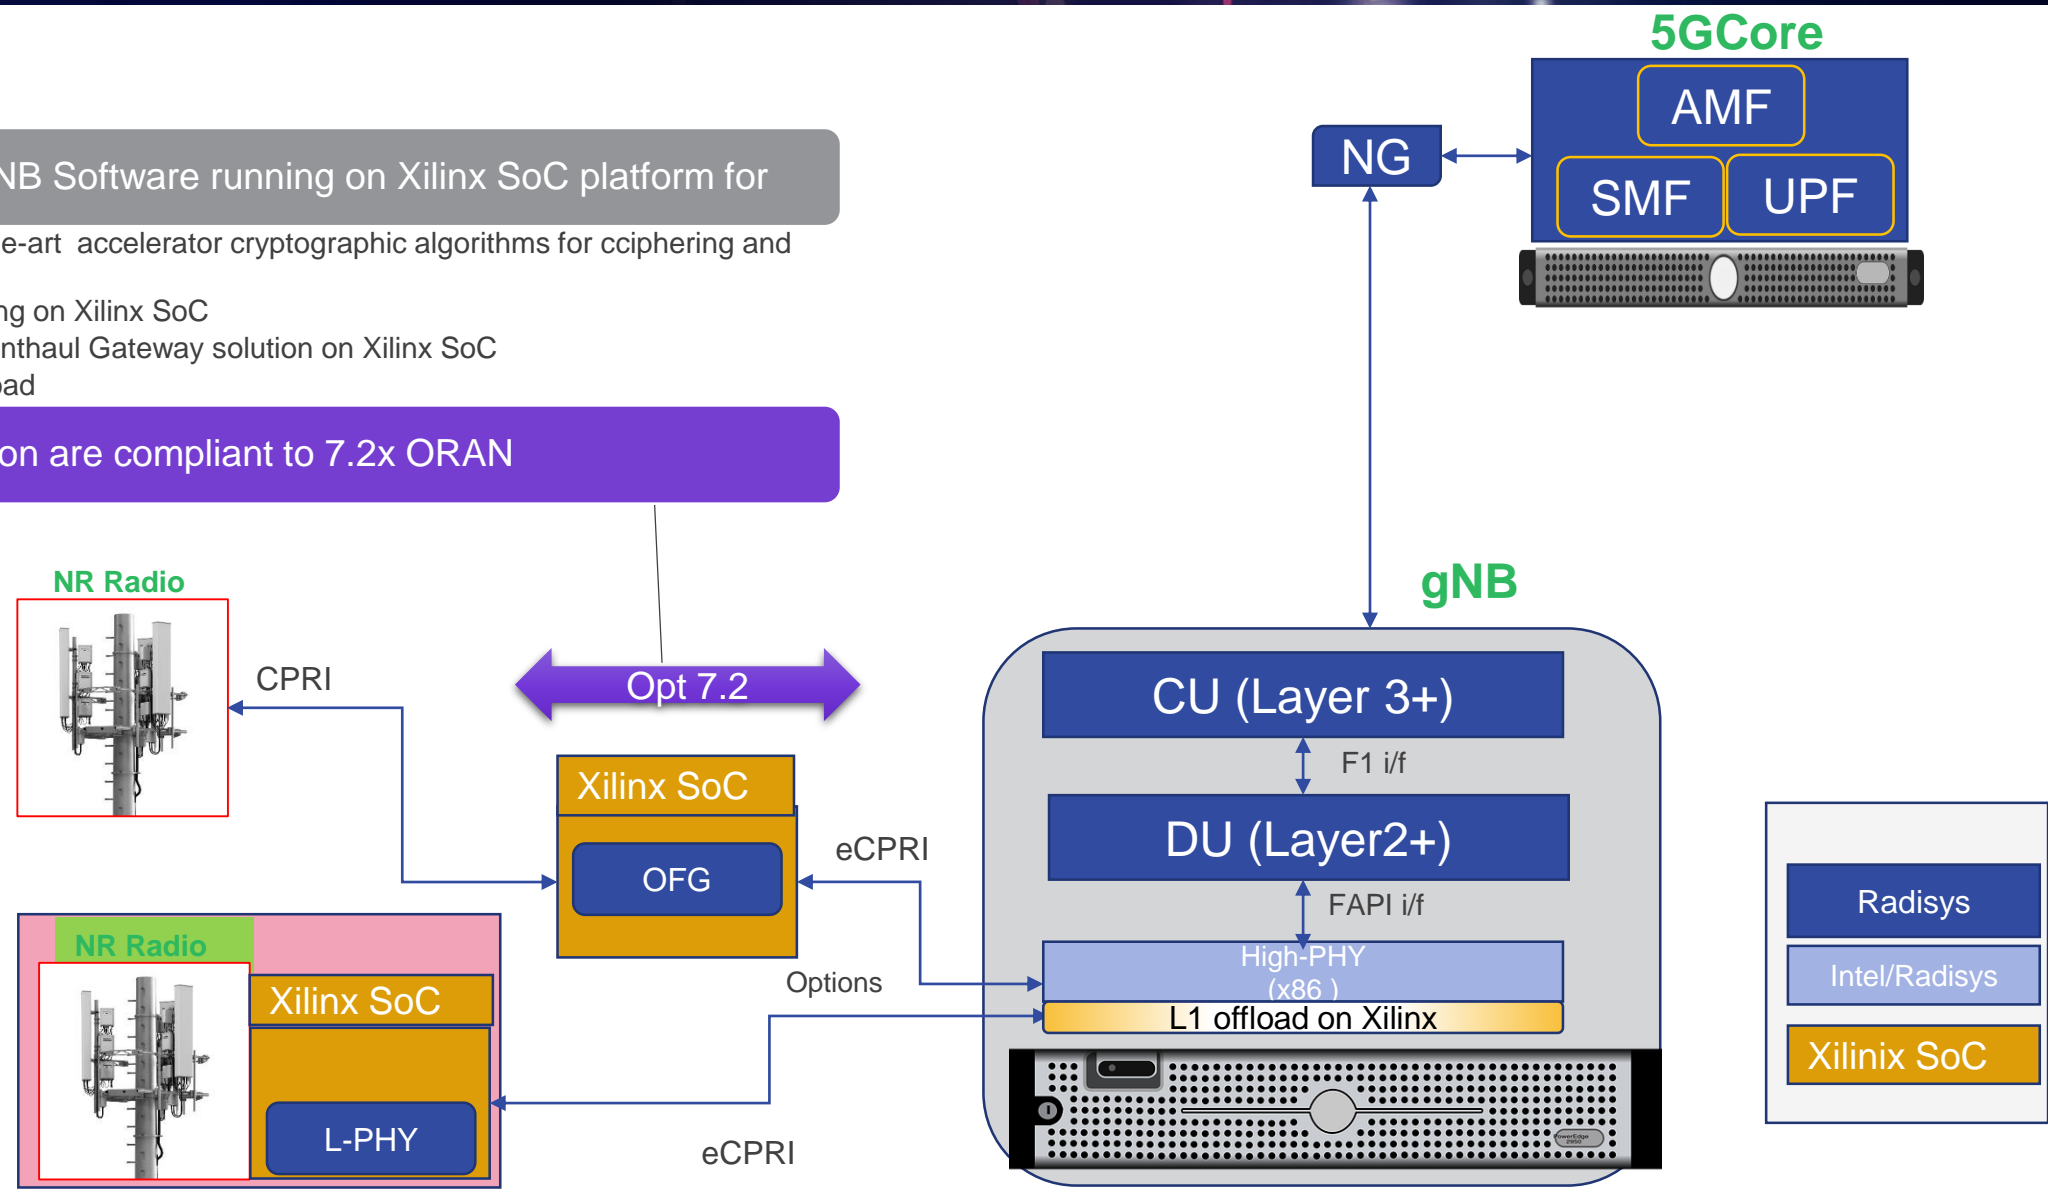 5GCore
AMF
NG
SMF
UPF
NB Software running on Xilinx SoC platform for
e-art accelerator cryptographic algorithms for cciphering and
ng on Xilinx SoC
nthaul Gateway solution on Xilinx SoC
oad
on are compliant to 7.2x ORAN
NR Radio
CPRI
Opt 7.2
Xilinx SoC
OFG
eCPRI
Options
NR Radio
Xilinx SoC
L-PHY
eCPRI
gNB
CU (Layer 3+)
F1 i/f
DU (Layer2+)
FAPI i/f
High-PHY
(x86 )
L1 offload on Xilinx
PowerEdge
2950
Radisys
Intel/Radisys
Xilinix SoC